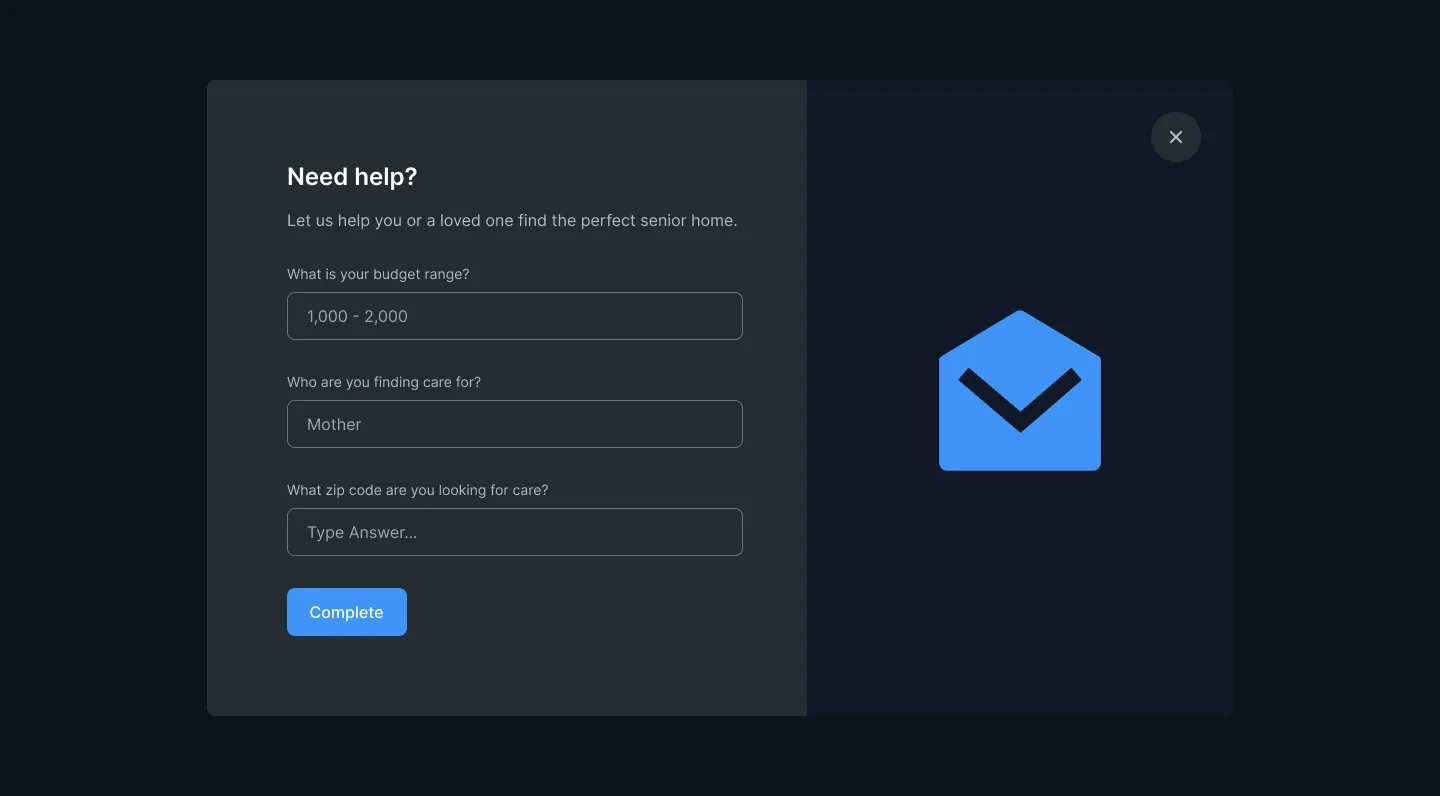 Need help?
Let us help you or a loved one find the perfect senior home.
What is your budget range?
1,000 - 2,000
Who are you finding care for?
Mother
What zip code are you looking for care?
Type Answer...
Complete